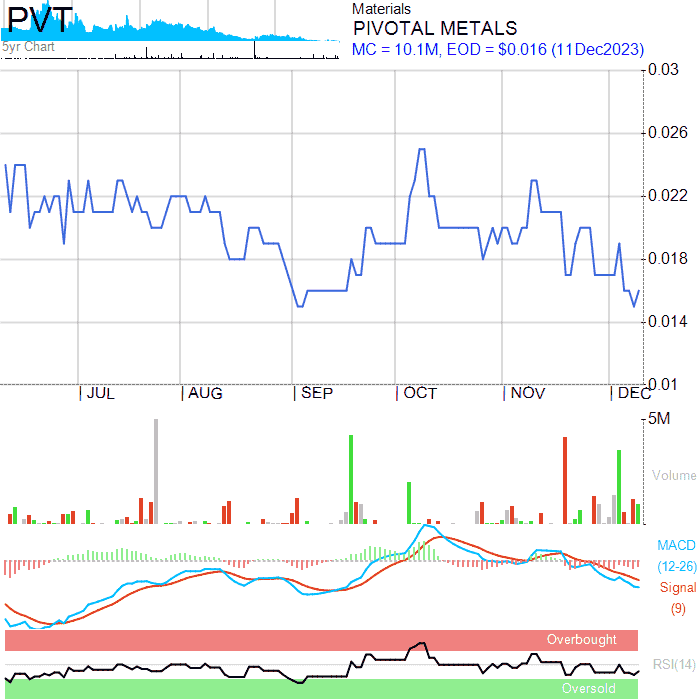 PVT
5yr Chart
Materials
PIVOTAL METALS
MC = 10.1M, EOD = $0.016 (11Dec2023)
0.03
0.026
0.022
0.018
0.014
0.01
JUL AUG SEP OCT NOV DEC
5M
Volume
MACD
(12-26)
Signal
(9)
Overbought
RSI(14)
Oversold